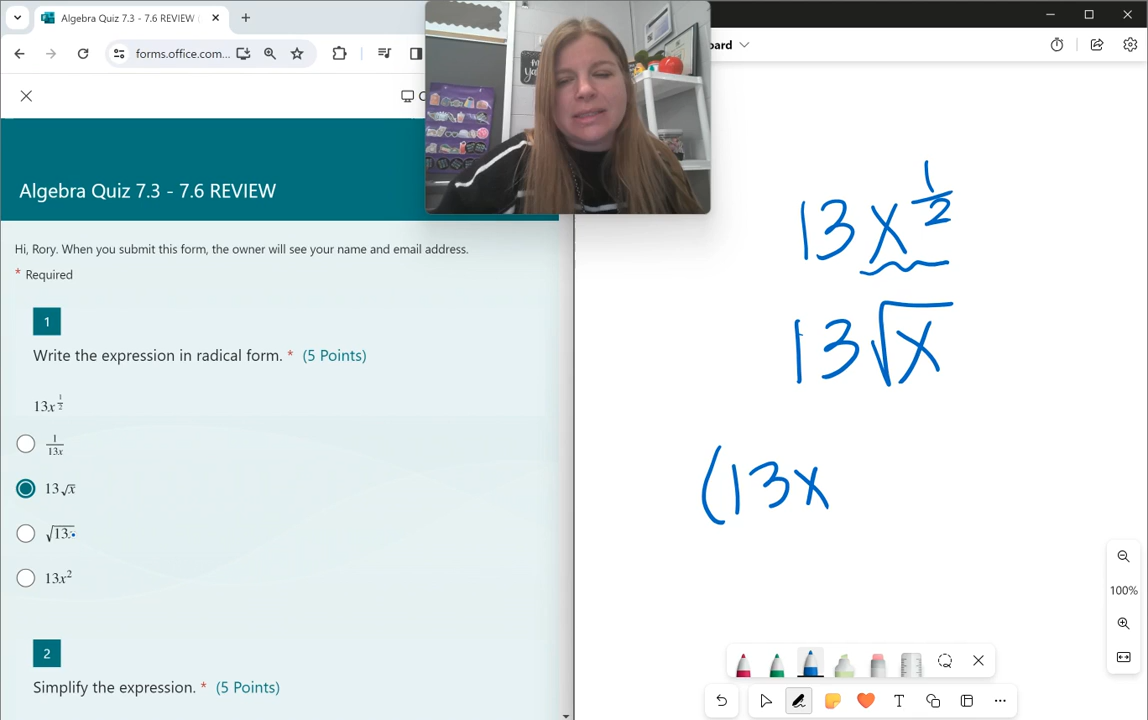 Algebra Quiz 7.3 - 7.6 REVIEW
forms.office.com...
Algebra Quiz 7.3 - 7.6 REVIEW
Hi, Rory. When you submit this form, the owner will see your name and email address.
* Required
1
Write the expression in radical form. * (5 Points)
13x^{1/2}
1/13x
13√x
13x²
2
Simplify the expression. * (5 Points)
13x^{1/2}
13√x
(13x
100%
T